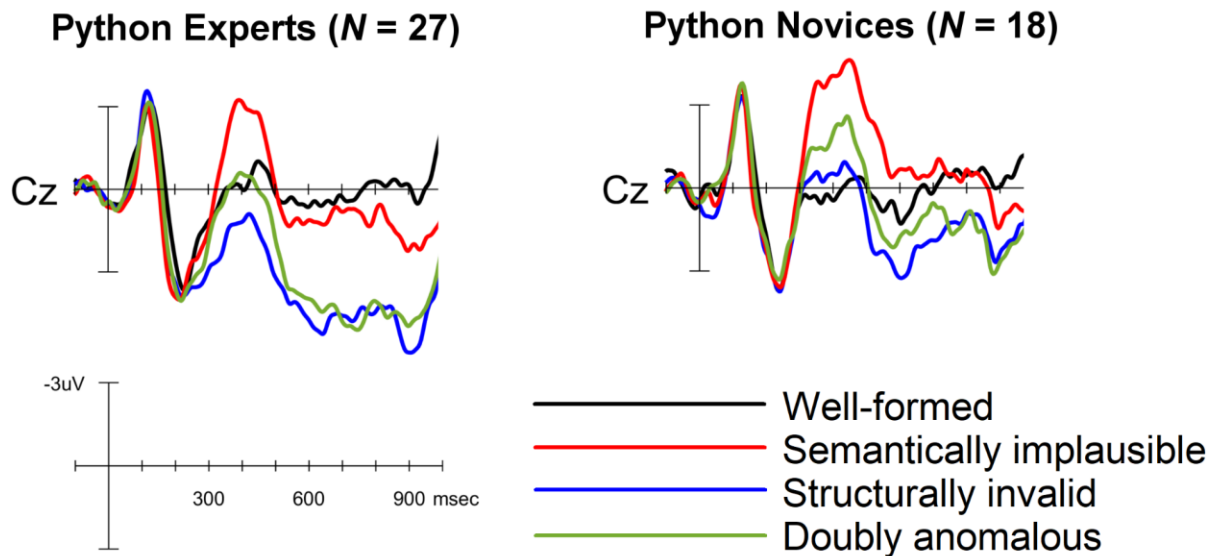 Python Experts (N = 27)
Python Novices (N = 18)
Cz
Cz
-3uV
300 600 900 msec
Well-formed
Semantically implausible
Structurally invalid
Doubly anomalous